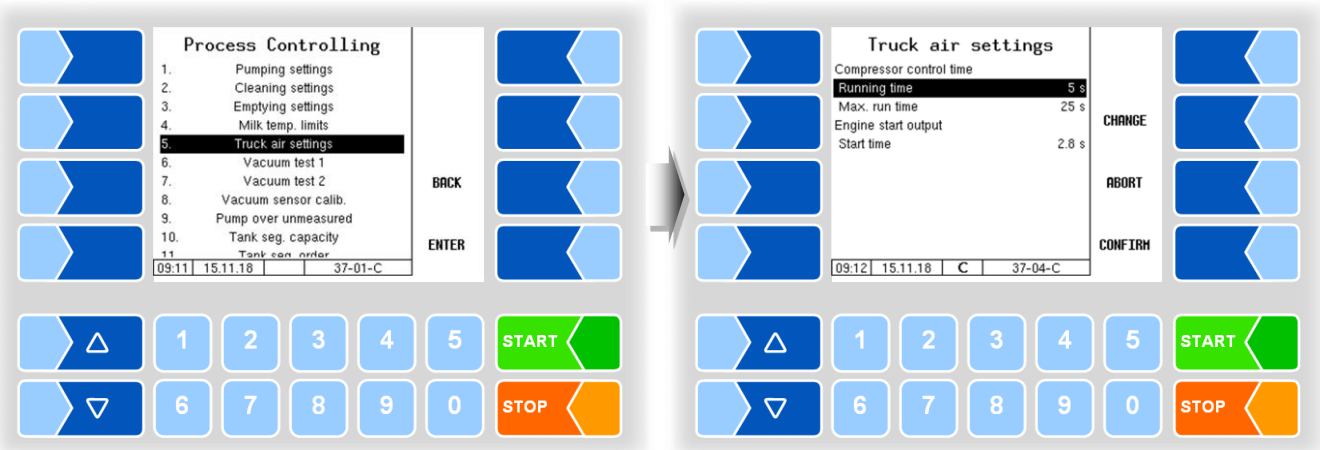 Process Controlling
1. Pumping settings
2. Cleaning settings
3. Emptying settings
4. Milk temp. limits
5. Truck air settings
6. Vacuum test 1
7. Vacuum test 2
8. Vacuum sensor calib.
9. Pump over unmeasured
10. Tank seg. capacity
11. Tank seg. order
09:11 15.11.18 37-01-C
BACK
ENTER
1 2 3 4 5 START
6 7 8 9 0 STOP
Truck air settings
Compressor control time
Running time 5 s
Max. run time 25 s
Engine start output
Start time 2.8 s
09:12 15.11.18 C 37-04-C
CHANGE
ABORT
CONFIRM
1 2 3 4 5 START
6 7 8 9 0 STOP